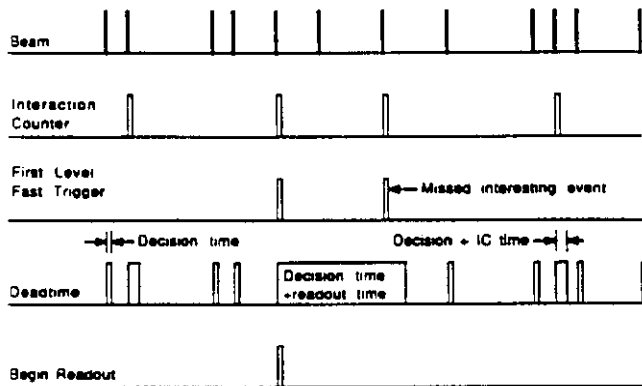 Beam
Interaction
Counter
First Level
Fast Trigger
Missed interesting event
Decision time
Decision + IC time
Deadtime
Decision time
+readout time
Begin Readout